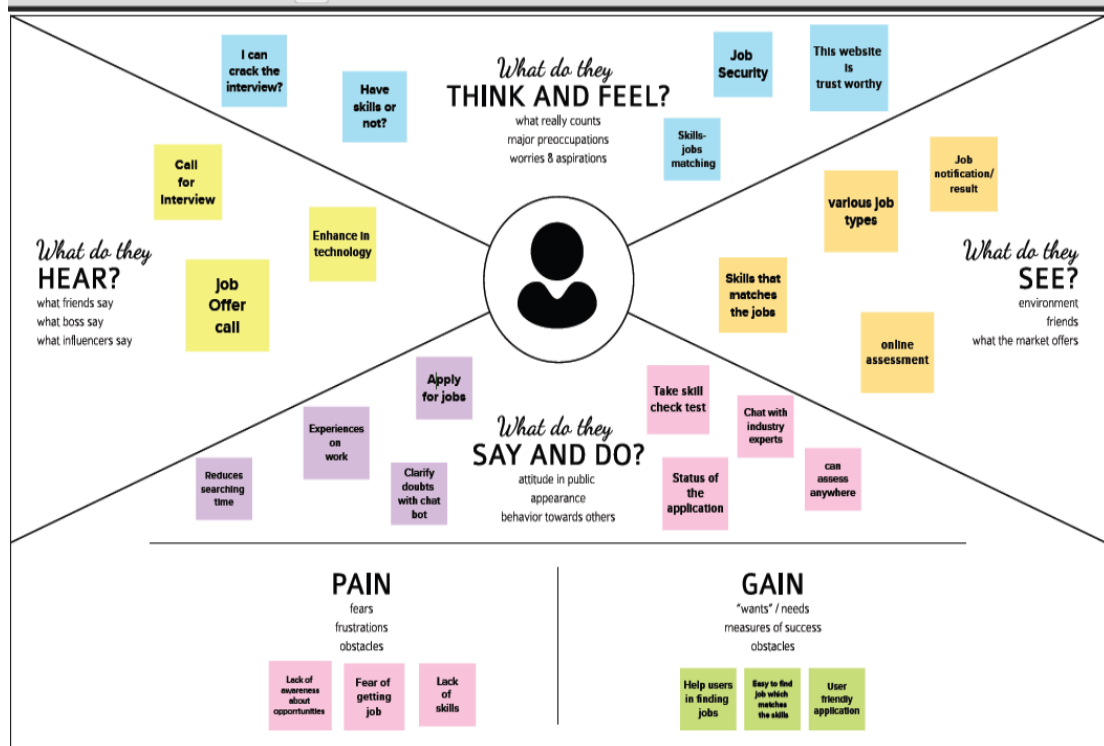 I can
crack the
interview?
Have
skills or
not?
What do they
THINK AND FEEL?
what really counts
major preoccupations
worries & aspirations
Job
Security
This website
is
trust worthy
Skills-
jobs
matching
Call
for
Interview
Enhance in
technology
Job
Offer
call
What do they
HEAR?
what friends say
what boss say
what influencers say
Job
notification/
result
various job
types
Skills that
matches
the jobs
online
assessment
What do they
SEE?
environment
friends
what the market offers
Apply
for jobs
Experiences
on
work
Reduces
searching
time
Clarify
doubts
with chat
bot
What do they
SAY AND DO?
attitude in public
appearance
behavior towards others
Take skill
check test
Chat with
industry
experts
Status of
the
application
can
assess
anywhere
PAIN
fears
frustrations
obstacles
Lack of
awareness
about
opportunities
Fear of
getting
job
Lack
of
skills
GAIN
"wants" / needs
measures of success
obstacles
Help users
in finding
jobs
Easy to find
job which
matches
the skills
User
friendly
application